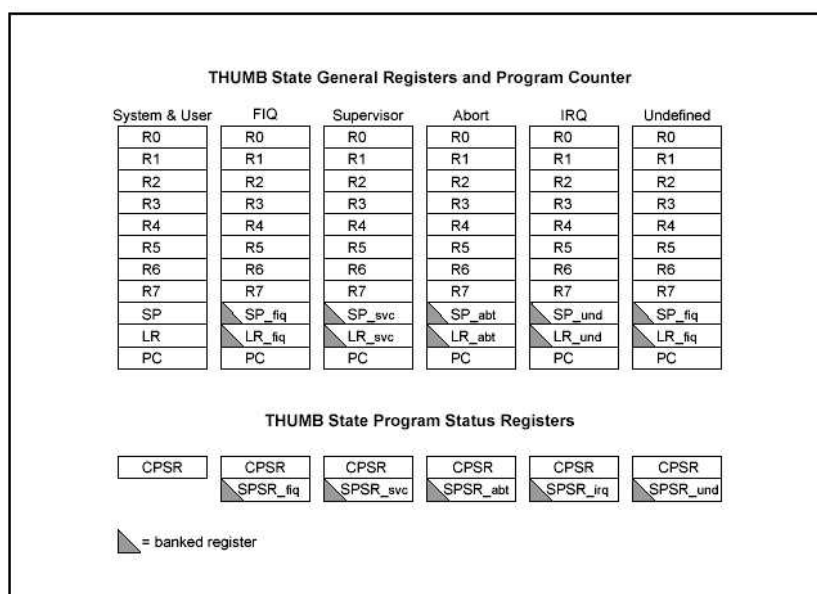 THUMB State General Registers and Program Counter
System & User FIQ Supervisor Abort IRQ Undefined
R0 R0 R0 R0 R0 R0
R1 R1 R1 R1 R1 R1
R2 R2 R2 R2 R2 R2
R3 R3 R3 R3 R3 R3
R4 R4 R4 R4 R4 R4
R5 R5 R5 R5 R5 R5
R6 R6 R6 R6 R6 R6
R7 R7 R7 R7 R7 R7
SP SP_fiq SP_svc SP_abt SP_und SP_fiq
LR LR_fiq LR_svc LR_abt LR_und LR_fiq
PC PC PC PC PC PC
THUMB State Program Status Registers
CPSR CPSR CPSR CPSR CPSR CPSR
SPSR_fiq SPSR_svc SPSR_abt SPSR_irq SPSR_und
= banked register